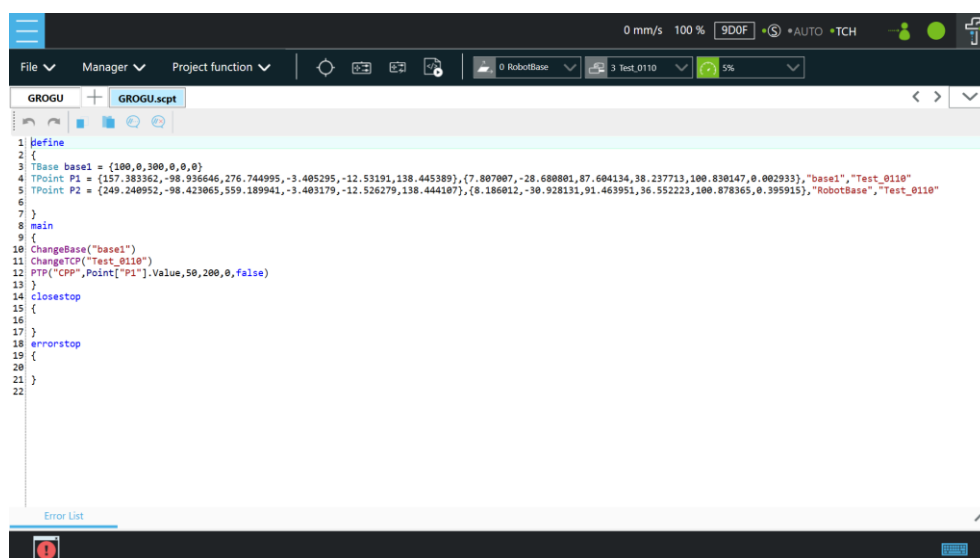 0 mm/s 100 % 9D0F S AUTO TCH
File Manager Project function 0 RobotBase 3 Test_0110 5%
GROGU GROGU.scpt
1 define
2 {
3 TBase base1 = {100,0,300,0,0,0}
4 TPoint P1 = {157.383362,-98.936646,276.744995,-3.405295,-12.53191,138.445389},{7.807007,-28.680801,87.604134,38.237713,100.830147,0.002933},"base1","Test_0110"
5 TPoint P2 = {249.240952,-98.423065,559.189941,-3.403179,-12.526279,138.444107},{8.186012,-30.928131,91.463951,36.552223,100.878365,0.395915},"RobotBase","Test_0110"
6
7 }
8 main
9 {
10 ChangeBase("base1")
11 ChangeTCP("Test_0110")
12 PTP("CPP",Point["P1"].Value,50,200,0,false)
13 }
14 closestop
15 {
16
17 }
18 errorstop
19 {
20
21 }
22
Error List